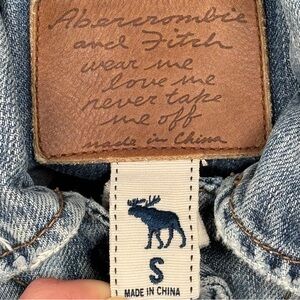 Abercrombie
and Fitch
wear me
love me
never take
me off
made in China
S
MADE IN CHINA